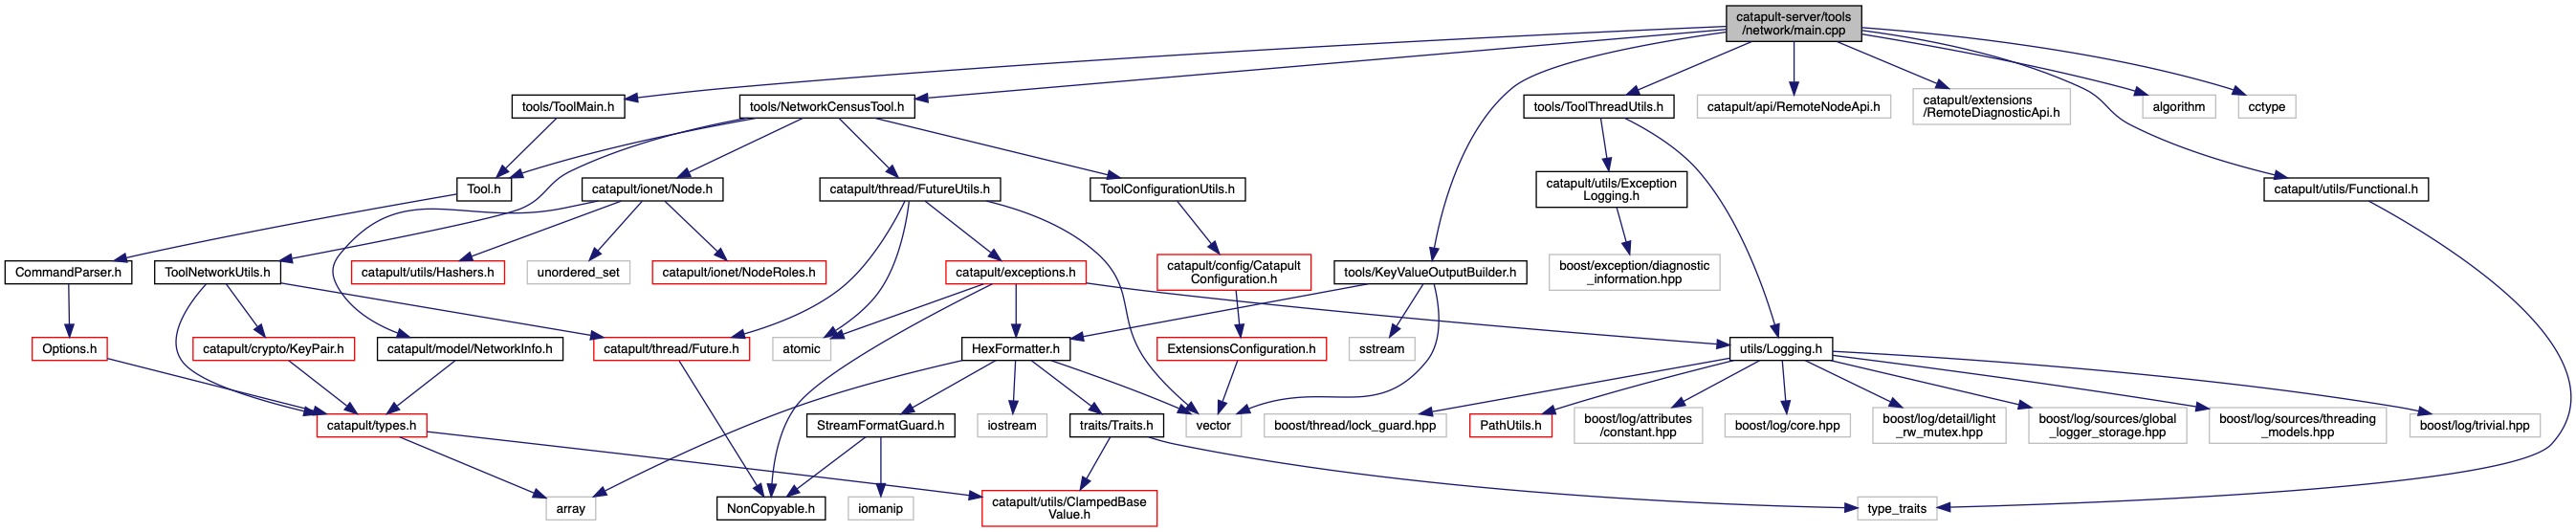 catapult-server/tools
/network/main.cpp
tools/ToolMain.h
tools/NetworkCensusTool.h
tools/ToolThreadUtils.h
catapult/api/RemoteNodeApi.h
catapult/extensions
/RemoteDiagnosticApi.h
algorithm
cctype
Tool.h
catapult/ionet/Node.h
catapult/thread/FutureUtils.h
ToolConfigurationUtils.h
catapult/utils/Exception
Logging.h
catapult/utils/Functional.h
CommandParser.h
ToolNetworkUtils.h
catapult/utils/Hashers.h
unordered_set
catapult/ionet/NodeRoles.h
catapult/exceptions.h
catapult/config/Catapult
Configuration.h
tools/KeyValueOutputBuilder.h
boost/exception/diagnostic
_information.hpp
Options.h
catapult/crypto/KeyPair.h
catapult/model/NetworkInfo.h
catapult/thread/Future.h
atomic
HexFormatter.h
ExtensionsConfiguration.h
sstream
utils/Logging.h
catapult/types.h
StreamFormatGuard.h
iostream
traits/Traits.h
vector
boost/thread/lock_guard.hpp
PathUtils.h
boost/log/attributes
/constant.hpp
boost/log/core.hpp
boost/log/detail/light
_rw_mutex.hpp
boost/log/sources/global
_logger_storage.hpp
boost/log/sources/threading
_models.hpp
boost/log/trivial.hpp
array
NonCopyable.h
iomanip
catapult/utils/ClampedBase
Value.h
type_traits